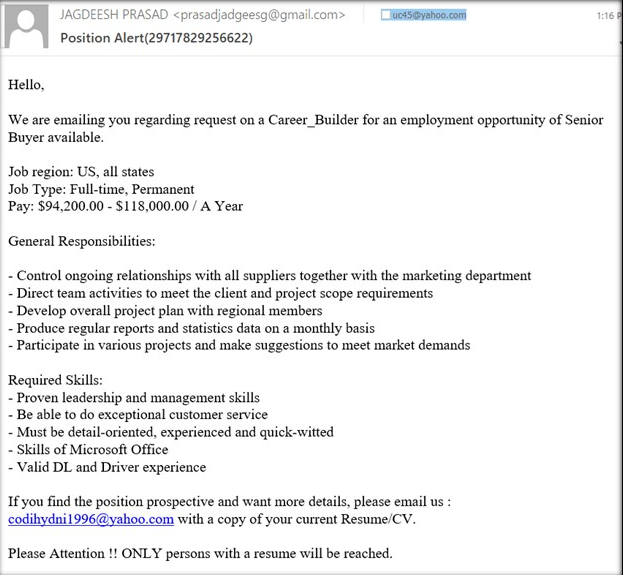 JAGDEESH PRASAD <prasadjadgeesg@gmail.com> uc45@yahoo.com 1:16 P
Position Alert(29717829256622)
Hello,
We are emailing you regarding request on a Career_Builder for an employment opportunity of Senior
Buyer available.
Job region: US, all states
Job Type: Full-time, Permanent
Pay: $94,200.00 - $118,000.00 / A Year
General Responsibilities:
- Control ongoing relationships with all suppliers together with the marketing department
- Direct team activities to meet the client and project scope requirements
- Develop overall project plan with regional members
- Produce regular reports and statistics data on a monthly basis
- Participate in various projects and make suggestions to meet market demands
Required Skills:
- Proven leadership and management skills
- Be able to do exceptional customer service
- Must be detail-oriented, experienced and quick-witted
- Skills of Microsoft Office
- Valid DL and Driver experience
If you find the position prospective and want more details, please email us :
codihydni1996@yahoo.com with a copy of your current Resume/CV.
Please Attention !! ONLY persons with a resume will be reached.